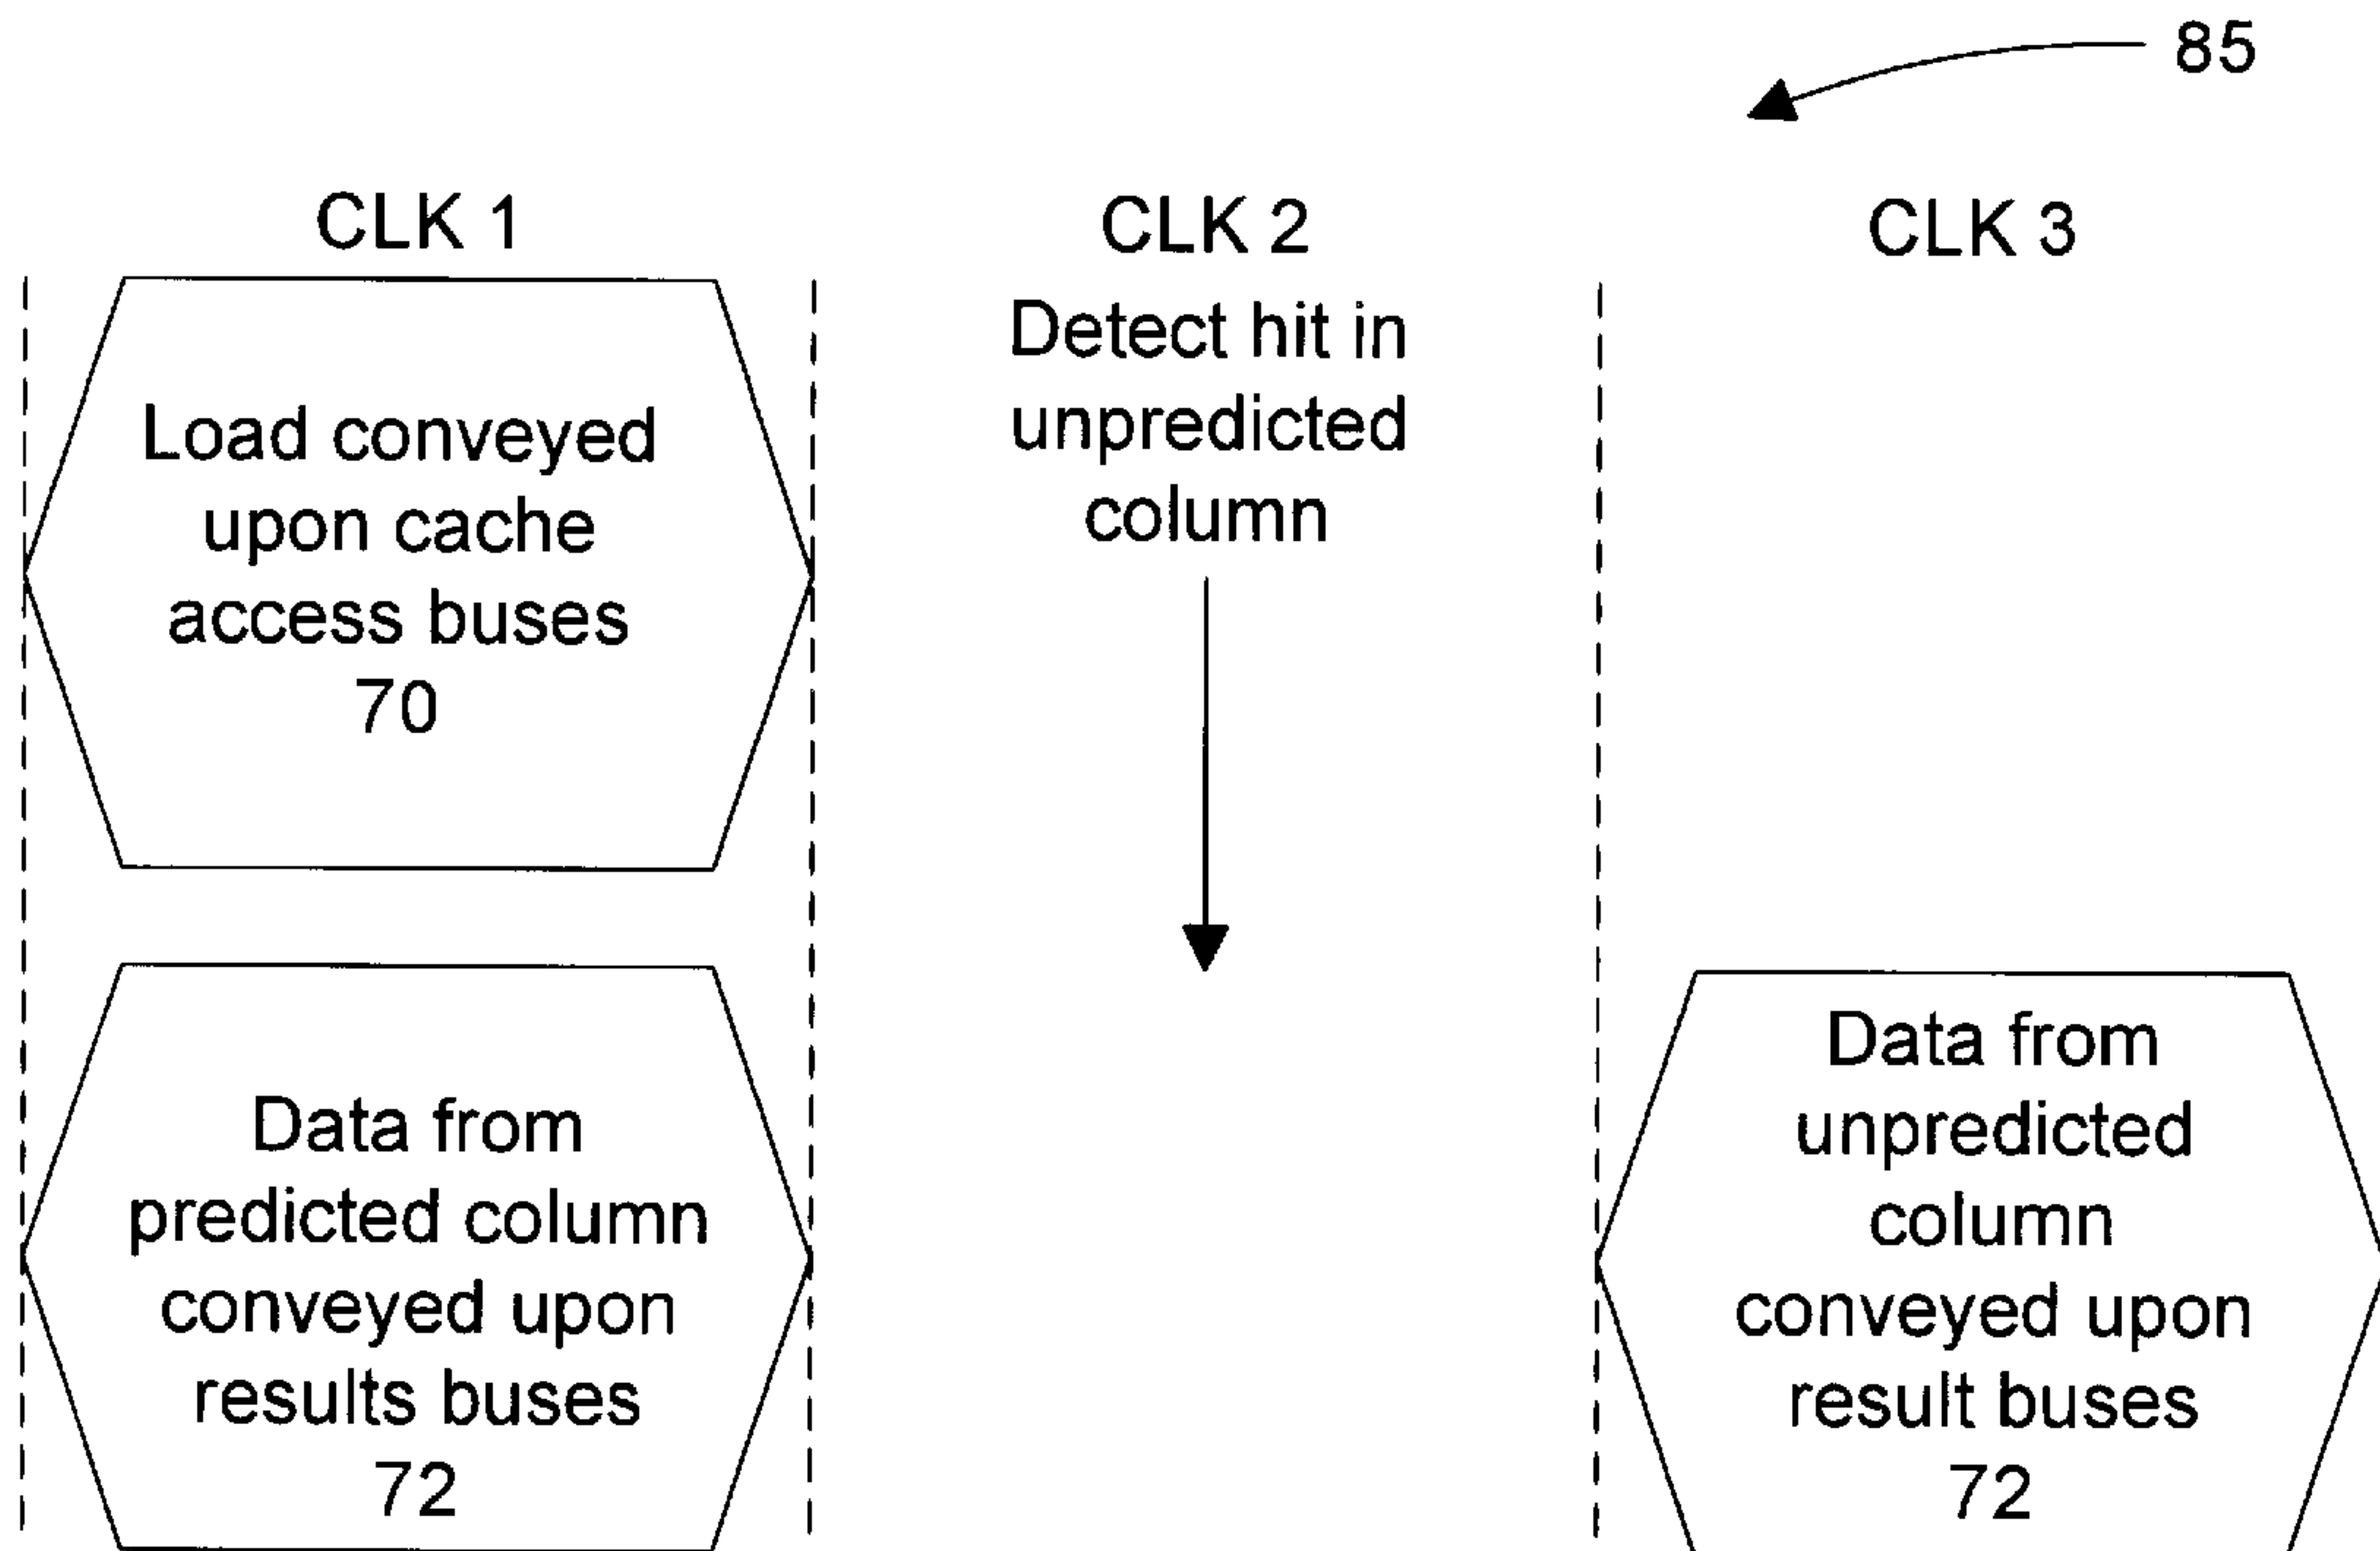 85
CLK 1
CLK 2
CLK 3
Load conveyed
upon cache
access buses
70
Detect hit in
unpredicted
column
Data from
predicted column
conveyed upon
results buses
72
Data from
unpredicted
column
conveyed upon
result buses
72